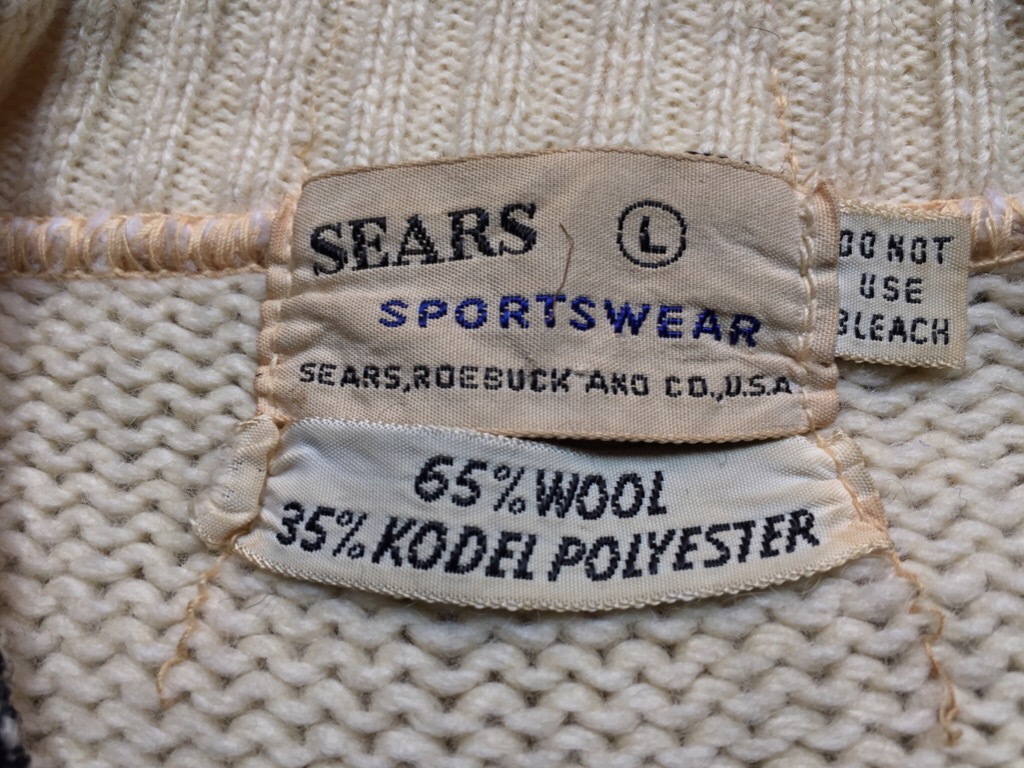 SEARS L
SPORTSWEAR
SEARS, ROEBUCK AND CO., U.S.A
65% WOOL
35% KODEL POLYESTER
DO NOT
USE
BLEACH